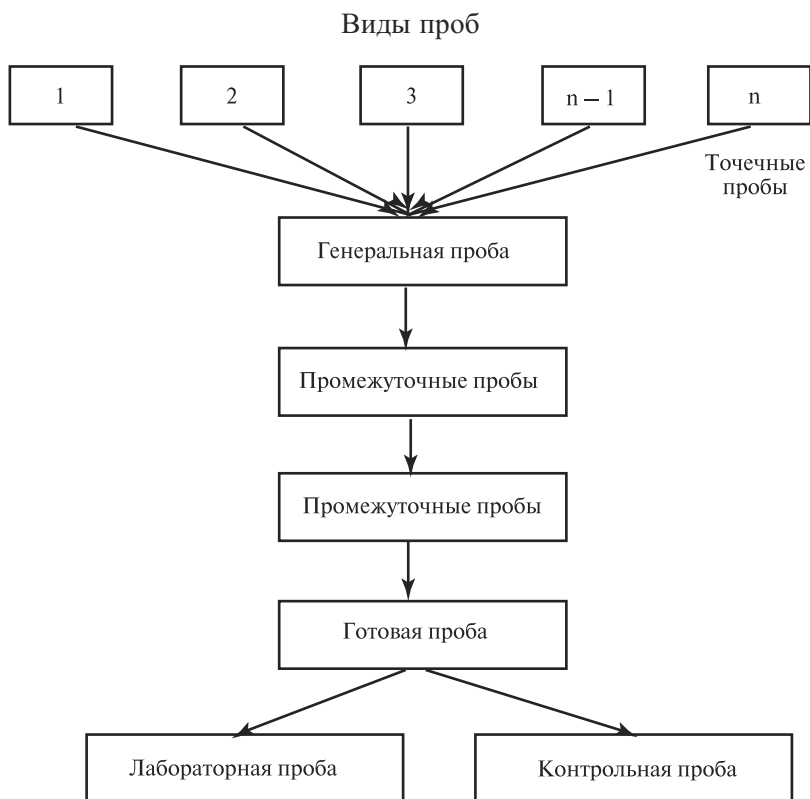 Виды проб
1 2 3 n – 1 n
Точечные
пробы
Генеральная проба
Промежуточные пробы
Промежуточные пробы
Готовая проба
Лабораторная проба Контрольная проба